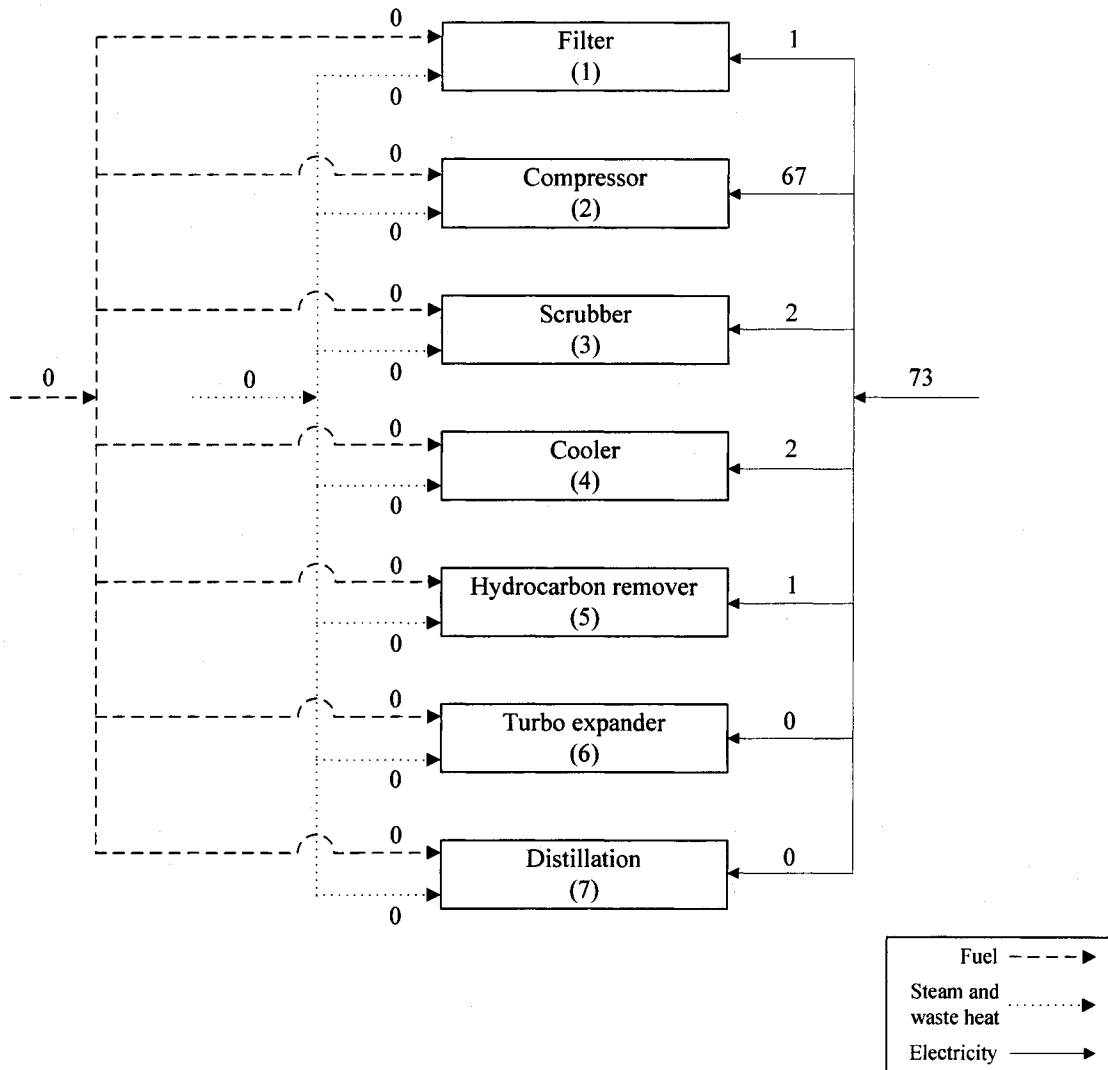 0
Filter
(1)
1
0
0
Compressor
(2)
67
0
0
Scrubber
(3)
2
0
0
0
73
0
Cooler
(4)
2
0
0
Hydrocarbon remover
(5)
1
0
0
Turbo expander
(6)
0
0
0
Distillation
(7)
0
0
Fuel
Steam and
waste heat
Electricity